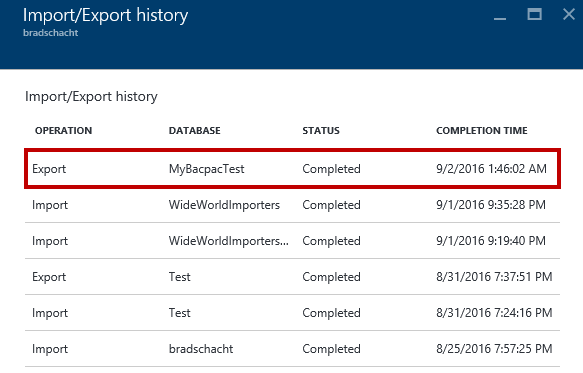 Import/Export history
bradschacht
Import/Export history
OPERATION DATABASE STATUS COMPLETION TIME
Export MyBacpacTest Completed 9/2/2016 1:46:02 AM
Import WideWorldImporters Completed 9/1/2016 9:35:28 PM
Import WideWorldImporters... Completed 9/1/2016 9:19:40 PM
Export Test Completed 8/31/2016 7:37:51 PM
Import Test Completed 8/31/2016 7:24:16 PM
Import bradschacht Completed 8/25/2016 7:57:25 PM